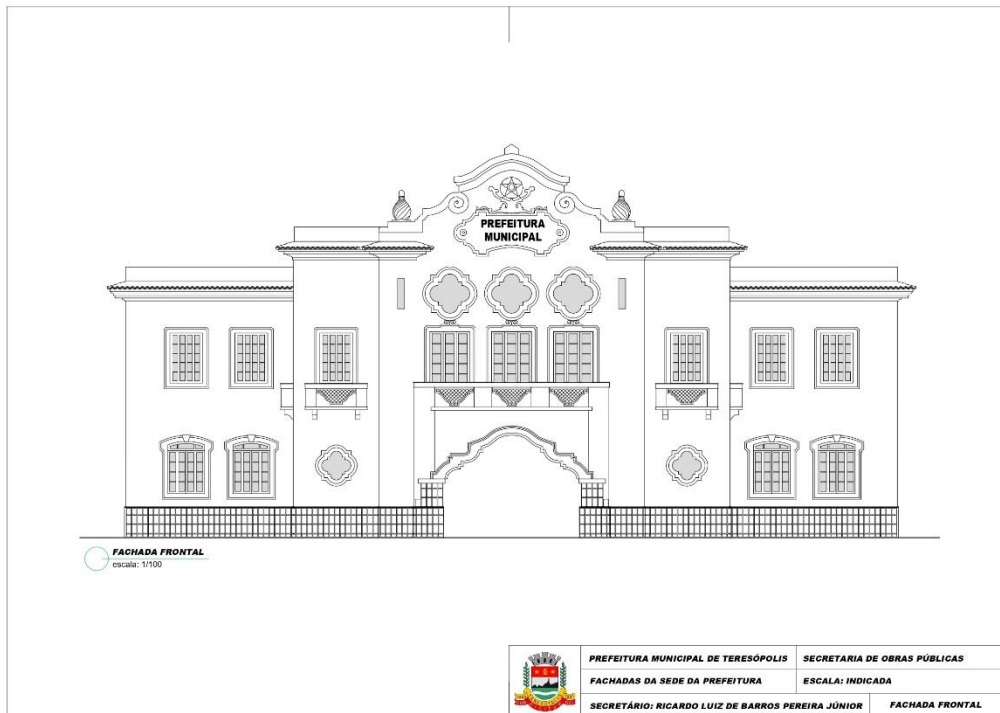 PREFEITURA
MUNICIPAL
FACHADA FRONTAL
escala: 1/100
PREFEITURA MUNICIPAL DE TERESÓPOLIS
SECRETARIA DE OBRAS PÚBLICAS
FACHADAS DA SEDE DA PREFEITURA
ESCALA: INDICADA
SECRETÁRIO: RICARDO LUIZ DE BARROS PEREIRA JÚNIOR
FACHADA FRONTAL